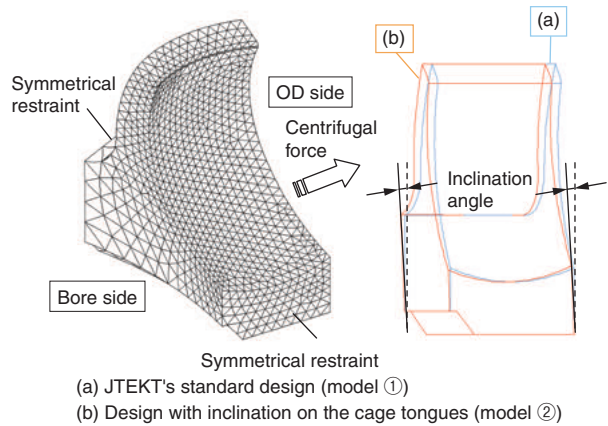 (a)
(b)
Symmetrical
restraint
OD side
Centrifugal
force
Inclination
angle
Bore side
Symmetrical restraint
(a) JTEKT's standard design (model ①)
(b) Design with inclination on the cage tongues (model ②)